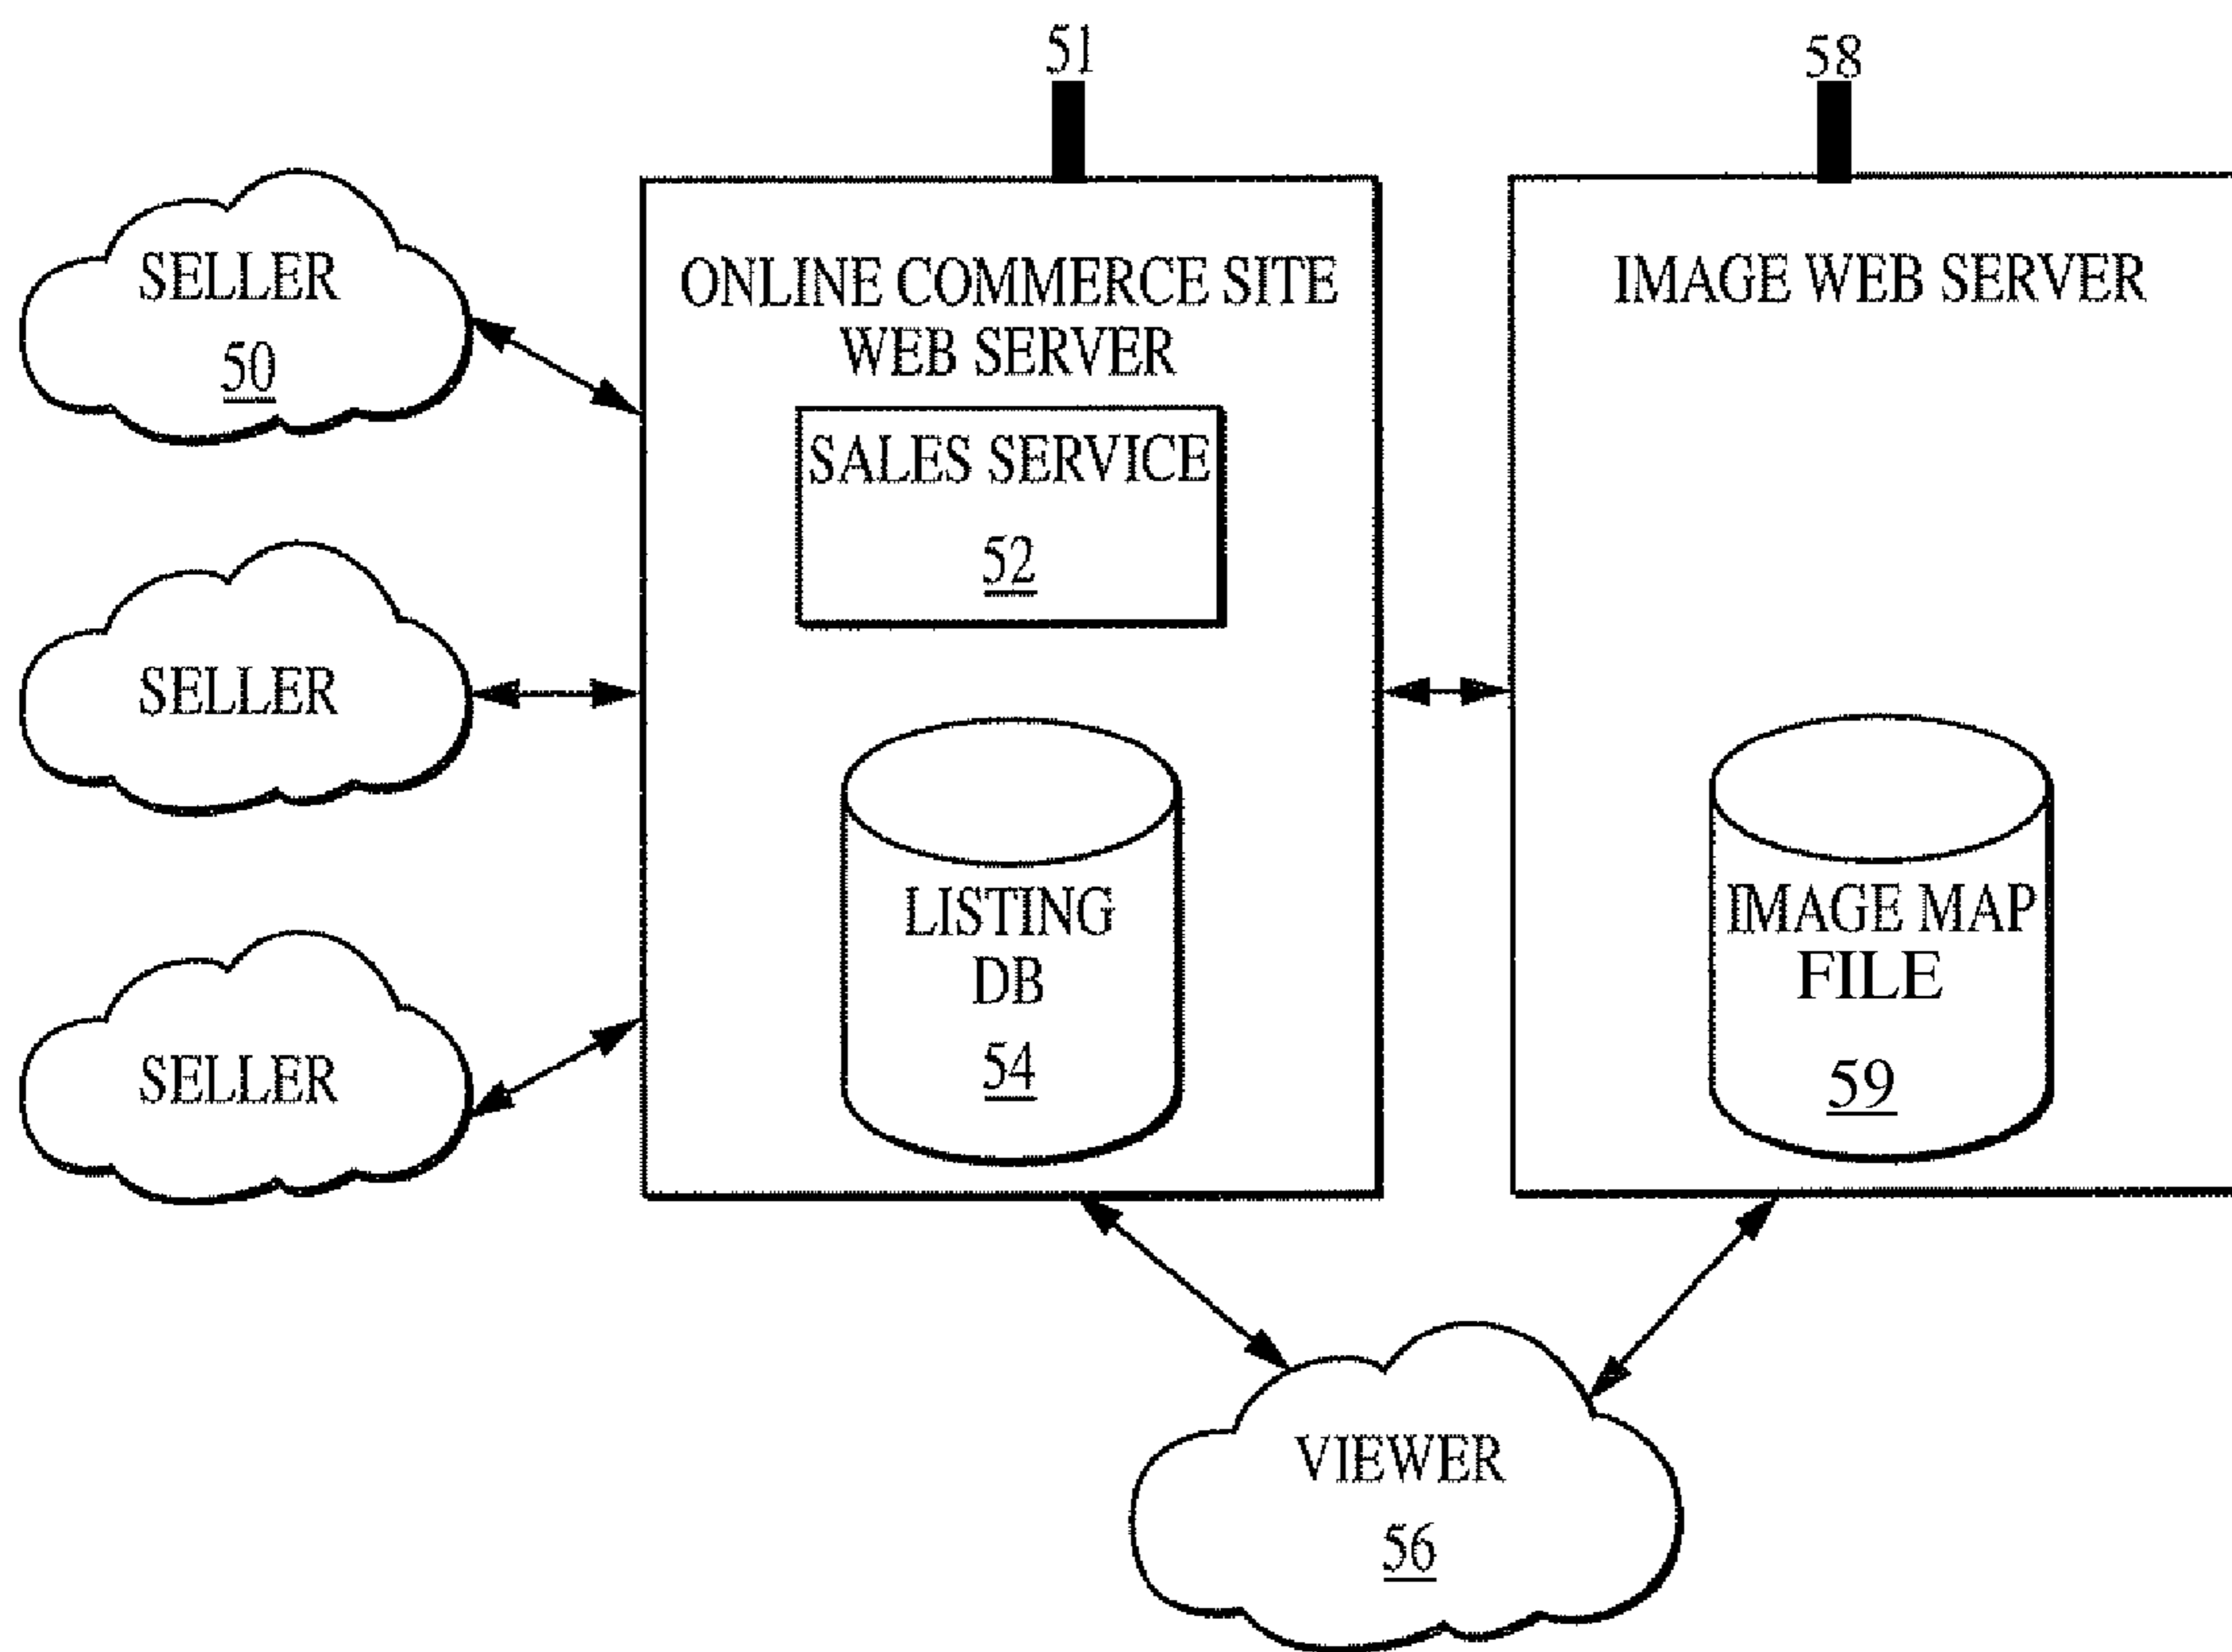 51
58
SELLER
50
ONLINE COMMERCE SITE
WEB SERVER
IMAGE WEB SERVER
SALES SERVICE
52
SELLER
LISTING
DB
54
IMAGE MAP
FILE
59
SELLER
VIEWER
56